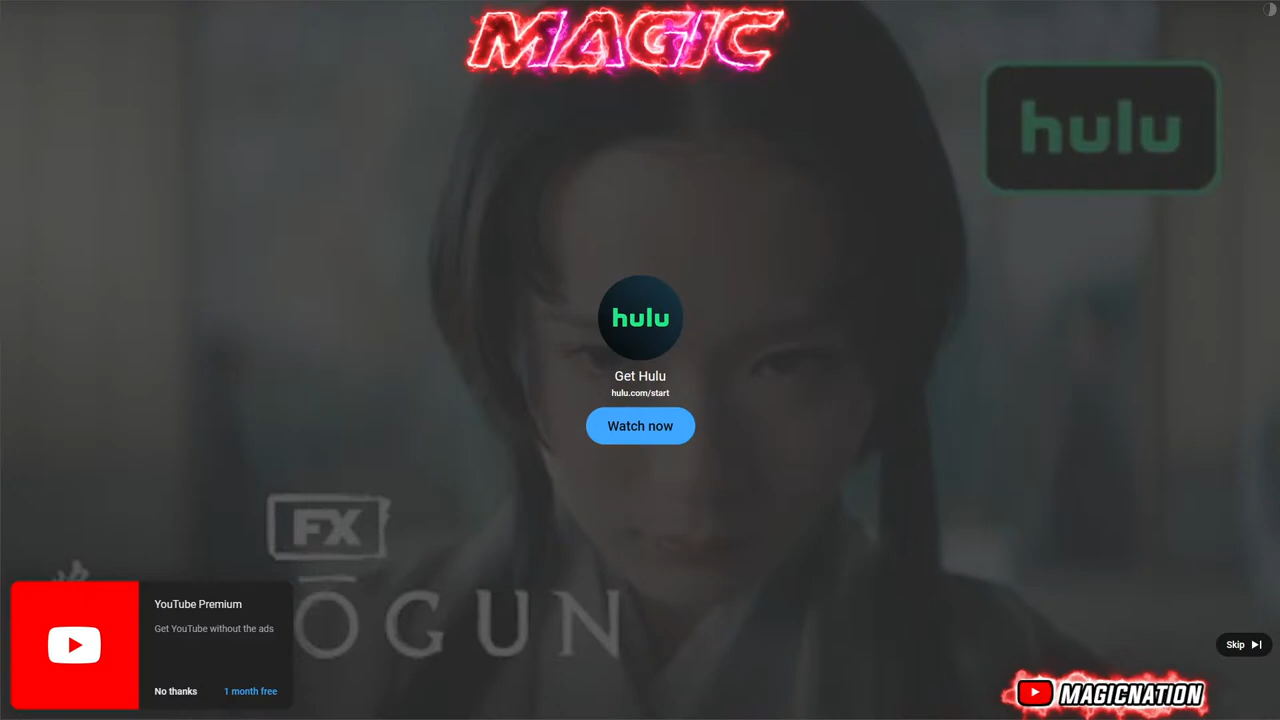 MAGIC
hulu
hulu
Get Hulu
hulu.com/start
Watch now
FX
ŌGUN
YouTube Premium
Get YouTube without the ads
No thanks
1 month free
Skip
MAGICNATION